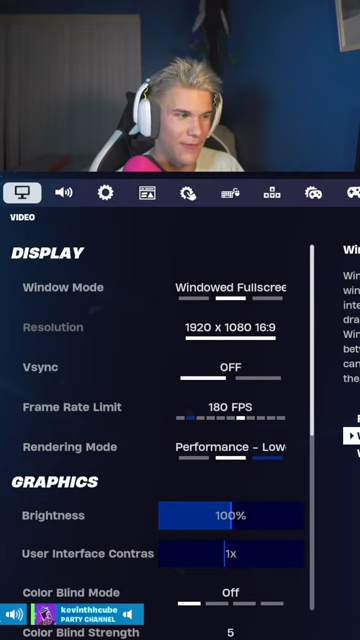 VIDEO
DISPLAY
Window Mode
Windowed Fullscree
Resolution
1920 x 1080 16:9
Vsync
OFF
Frame Rate Limit
180 FPS
Rendering Mode
Performance - Low
GRAPHICS
Brightness
100%
User Interface Contras
1x
Color Blind Mode
Off
kevinthhcube
PARTY CHANNEL
Color Blind Strength
5